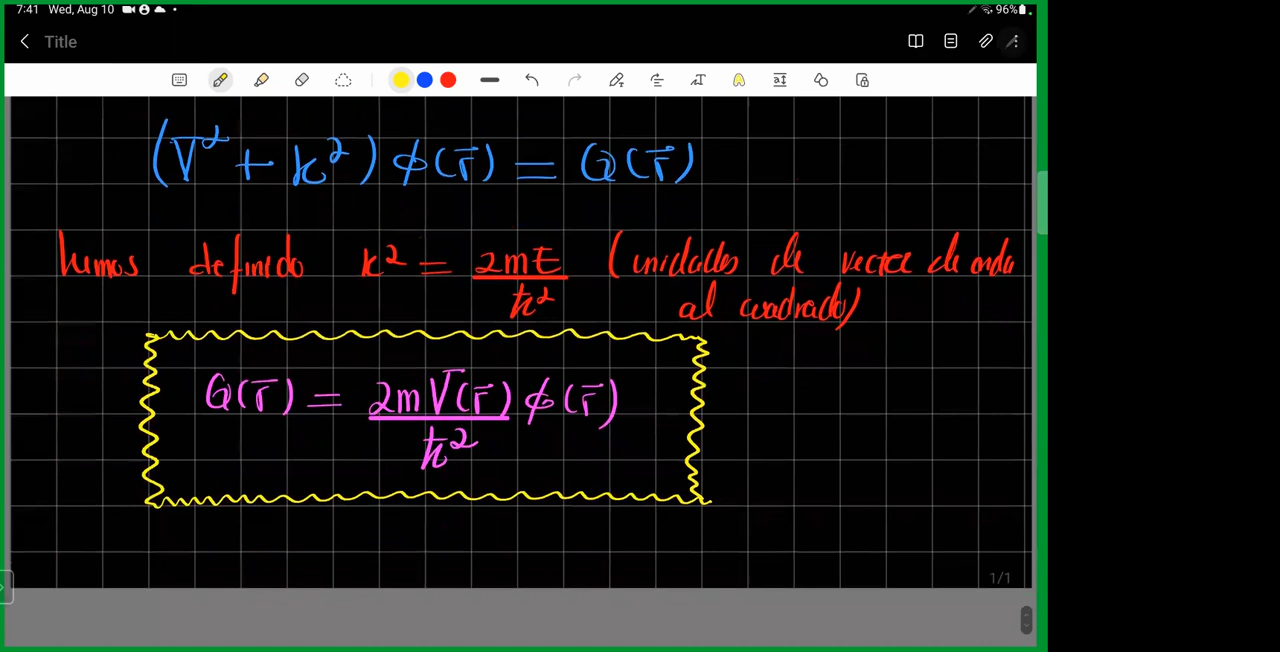 7:41 Wed, Aug 10
96%
Title
(∇² + k²) φ(r̄) = Q(r̄)
hemos definido k² = 2mE / ħ² (unidades de vector de onda
al cuadrado)
Q(r̄) = 2mV(r̄) / ħ² φ(r̄)
1/1